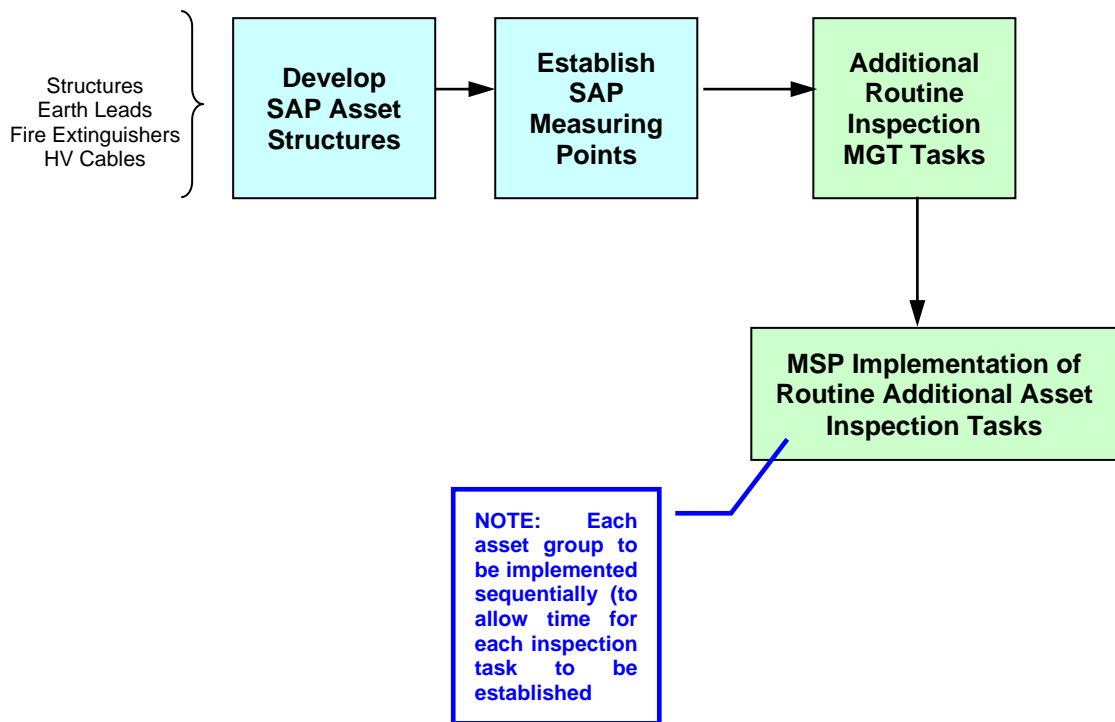 Structures
Earth Leads
Fire Extinguishers
HV Cables
Develop
SAP Asset
Structures
Establish
SAP
Measuring
Points
Additional
Routine
Inspection
MGT Tasks
MSP Implementation of
Routine Additional Asset
Inspection Tasks
NOTE: Each
asset group to
be implemented
sequentially (to
allow time for
each inspection
task to be
established